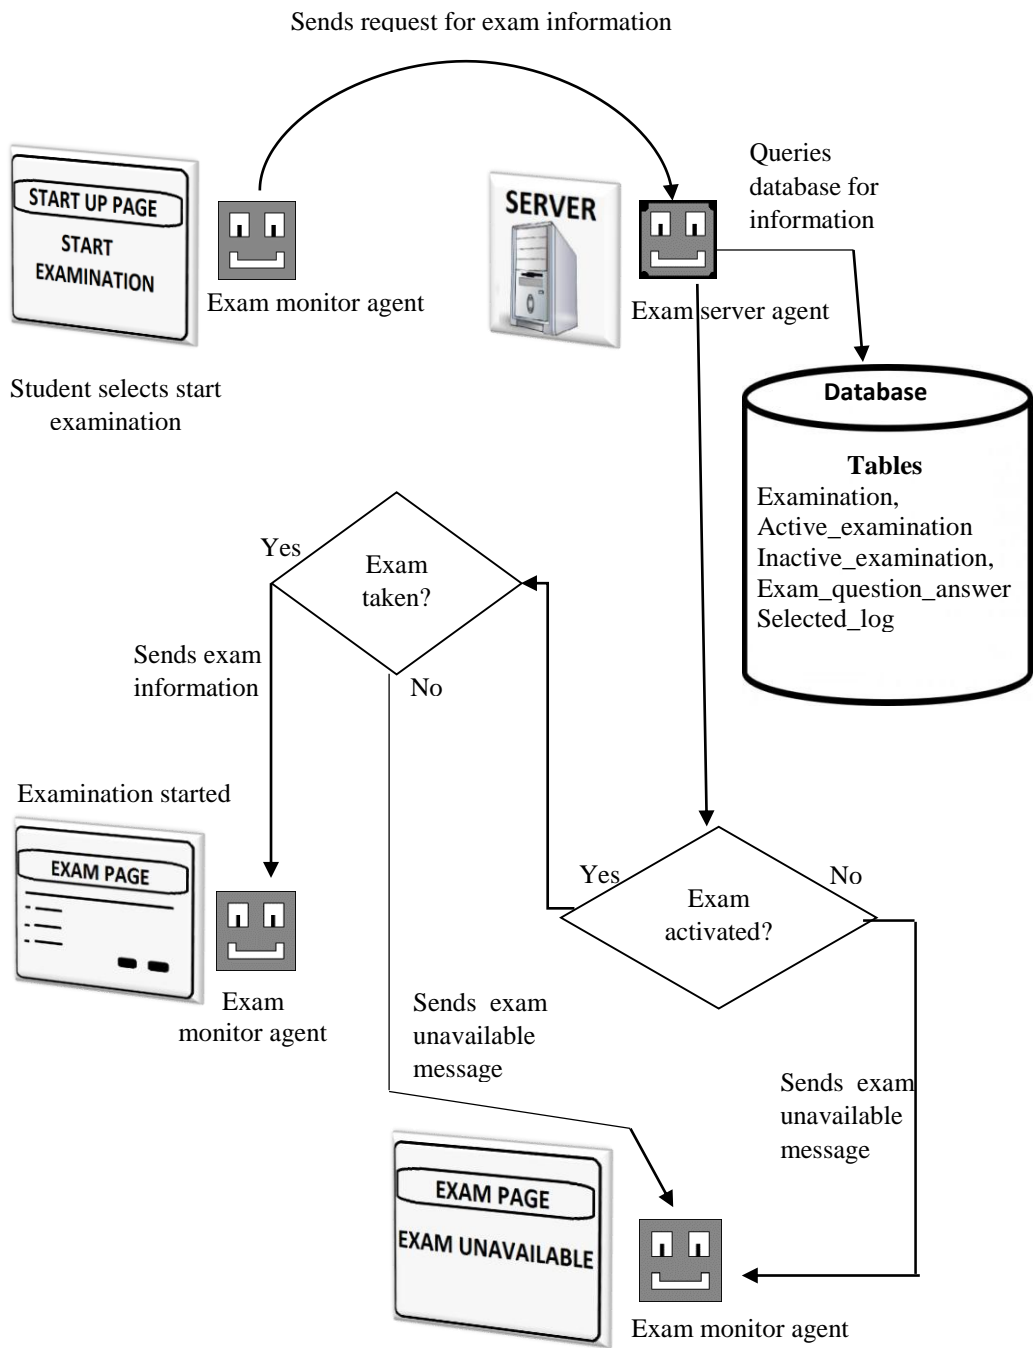 Sends request for exam information
Queries
database for
information
START UP PAGE
START
EXAMINATION
SERVER
Exam monitor agent
Exam server agent
Student selects start
examination
Database
Tables
Examination,
Active_examination
Inactive_examination,
Exam_question_answer
Selected_log
Yes
Exam
taken?
Sends exam
information
No
Examination started
EXAM PAGE
Exam
monitor agent
Yes
No
Exam
activated?
Sends exam
unavailable
message
Sends exam
unavailable
message
EXAM PAGE
EXAM UNAVAILABLE
Exam monitor agent